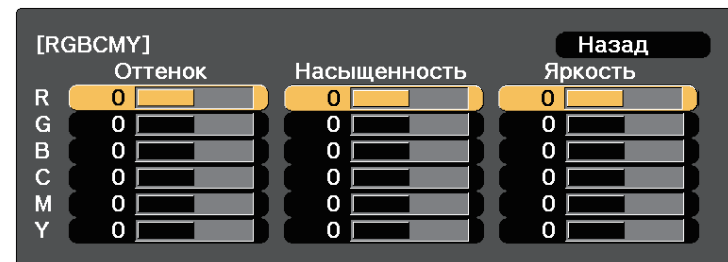 [RGBCMY] Назад
Оттенок Насыщенность Яркость
R 0 0 0
G 0 0 0
B 0 0 0
C 0 0 0
M 0 0 0
Y 0 0 0